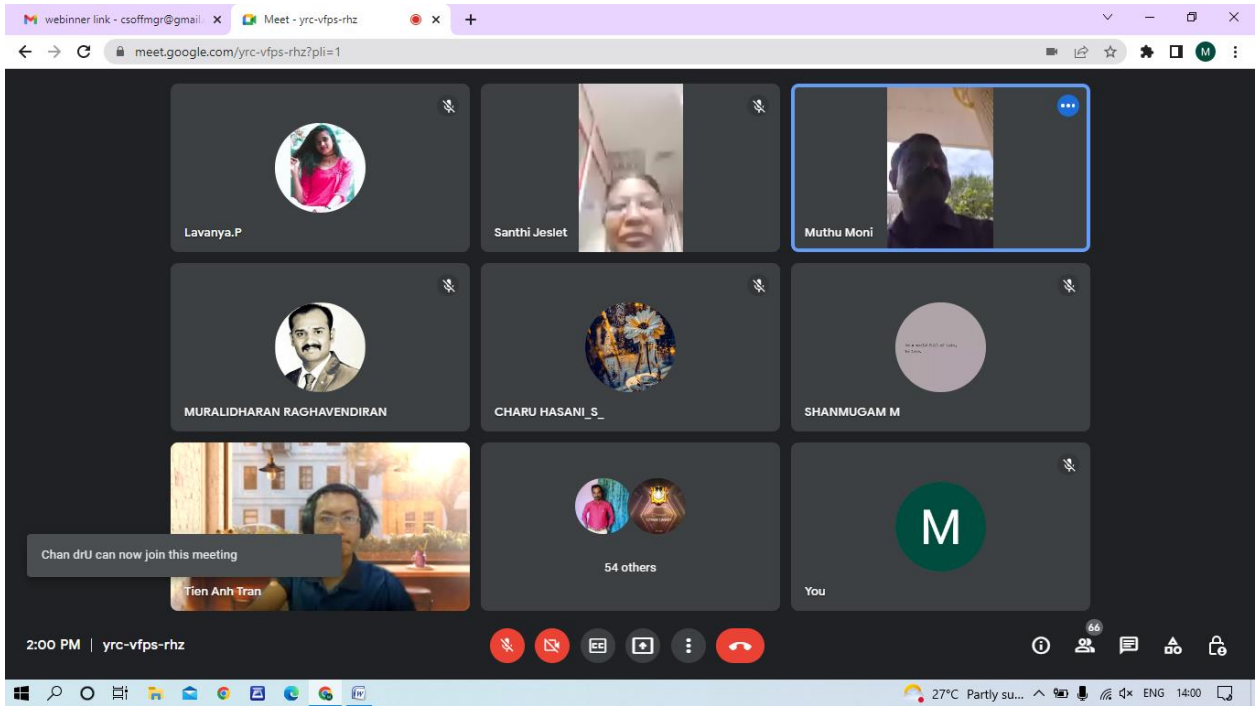 webinner link - csoffmgr@gmail.
Meet - yrc-vfps-rhz
meet.google.com/yrc-vfps-rhz?pli=1
M
Lavanya.P
Santhi Jeslet
Muthu Moni
MURALIDHARAN RAGHAVENDIRAN
CHARU HASANI_S_
SHANMUGAM M
Chan drU can now join this meeting
Tien Anh Tran
54 others
M
You
2:00 PM | yrc-vfps-rhz
CC
66
27°C Partly su...
ENG
14:00